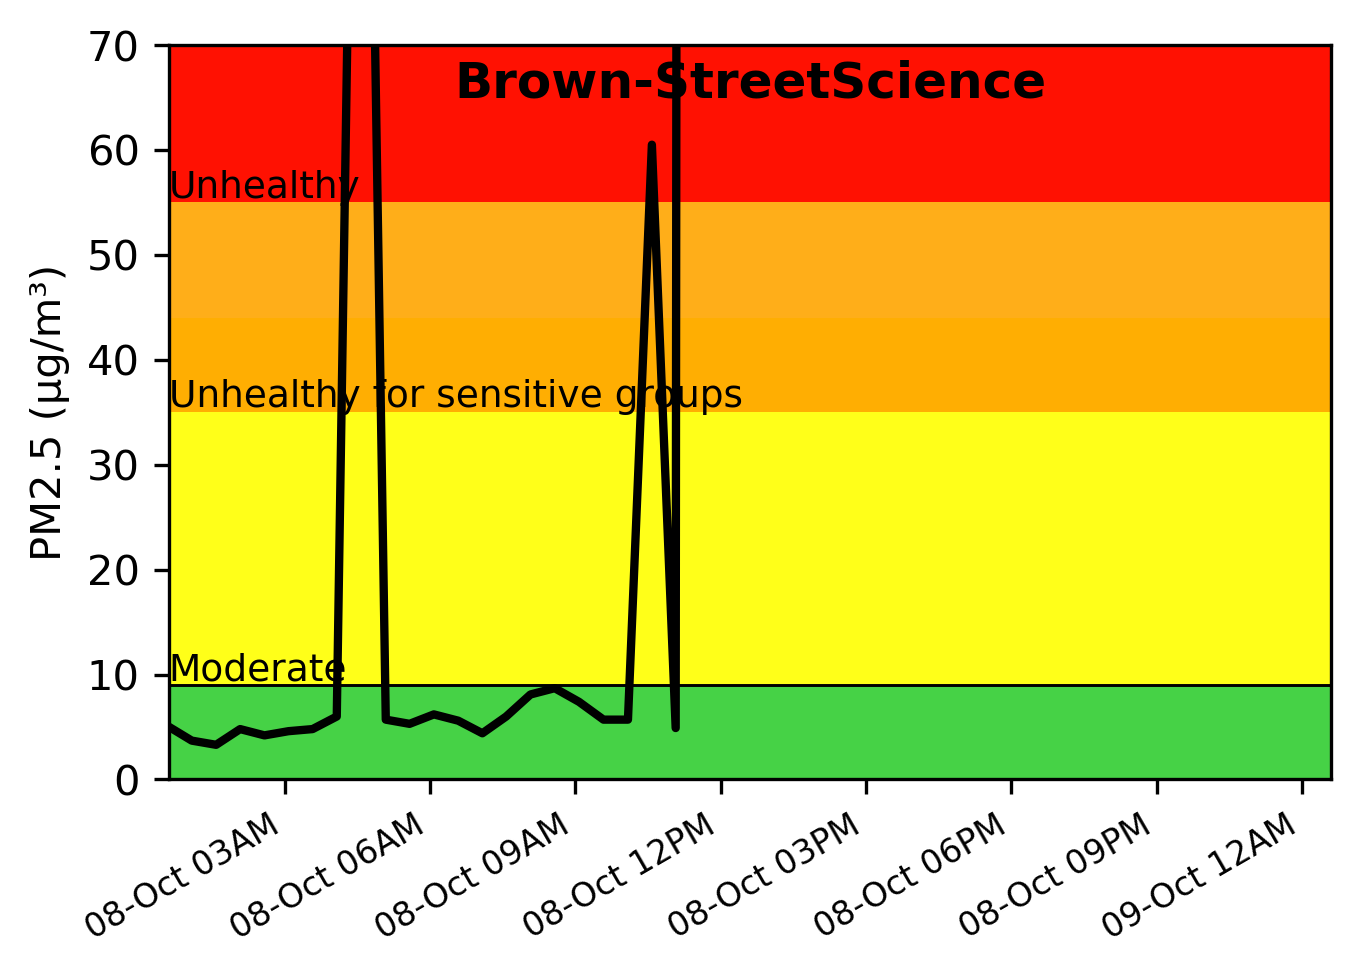 Brown-StreetScience
70
60
50
40
30
20
10
0
PM2.5 (µg/m³)
Unhealthy
Unhealthy for sensitive groups
Moderate
08-Oct 03AM
08-Oct 06AM
08-Oct 09AM
08-Oct 12PM
08-Oct 03PM
08-Oct 06PM
08-Oct 09PM
09-Oct 12AM